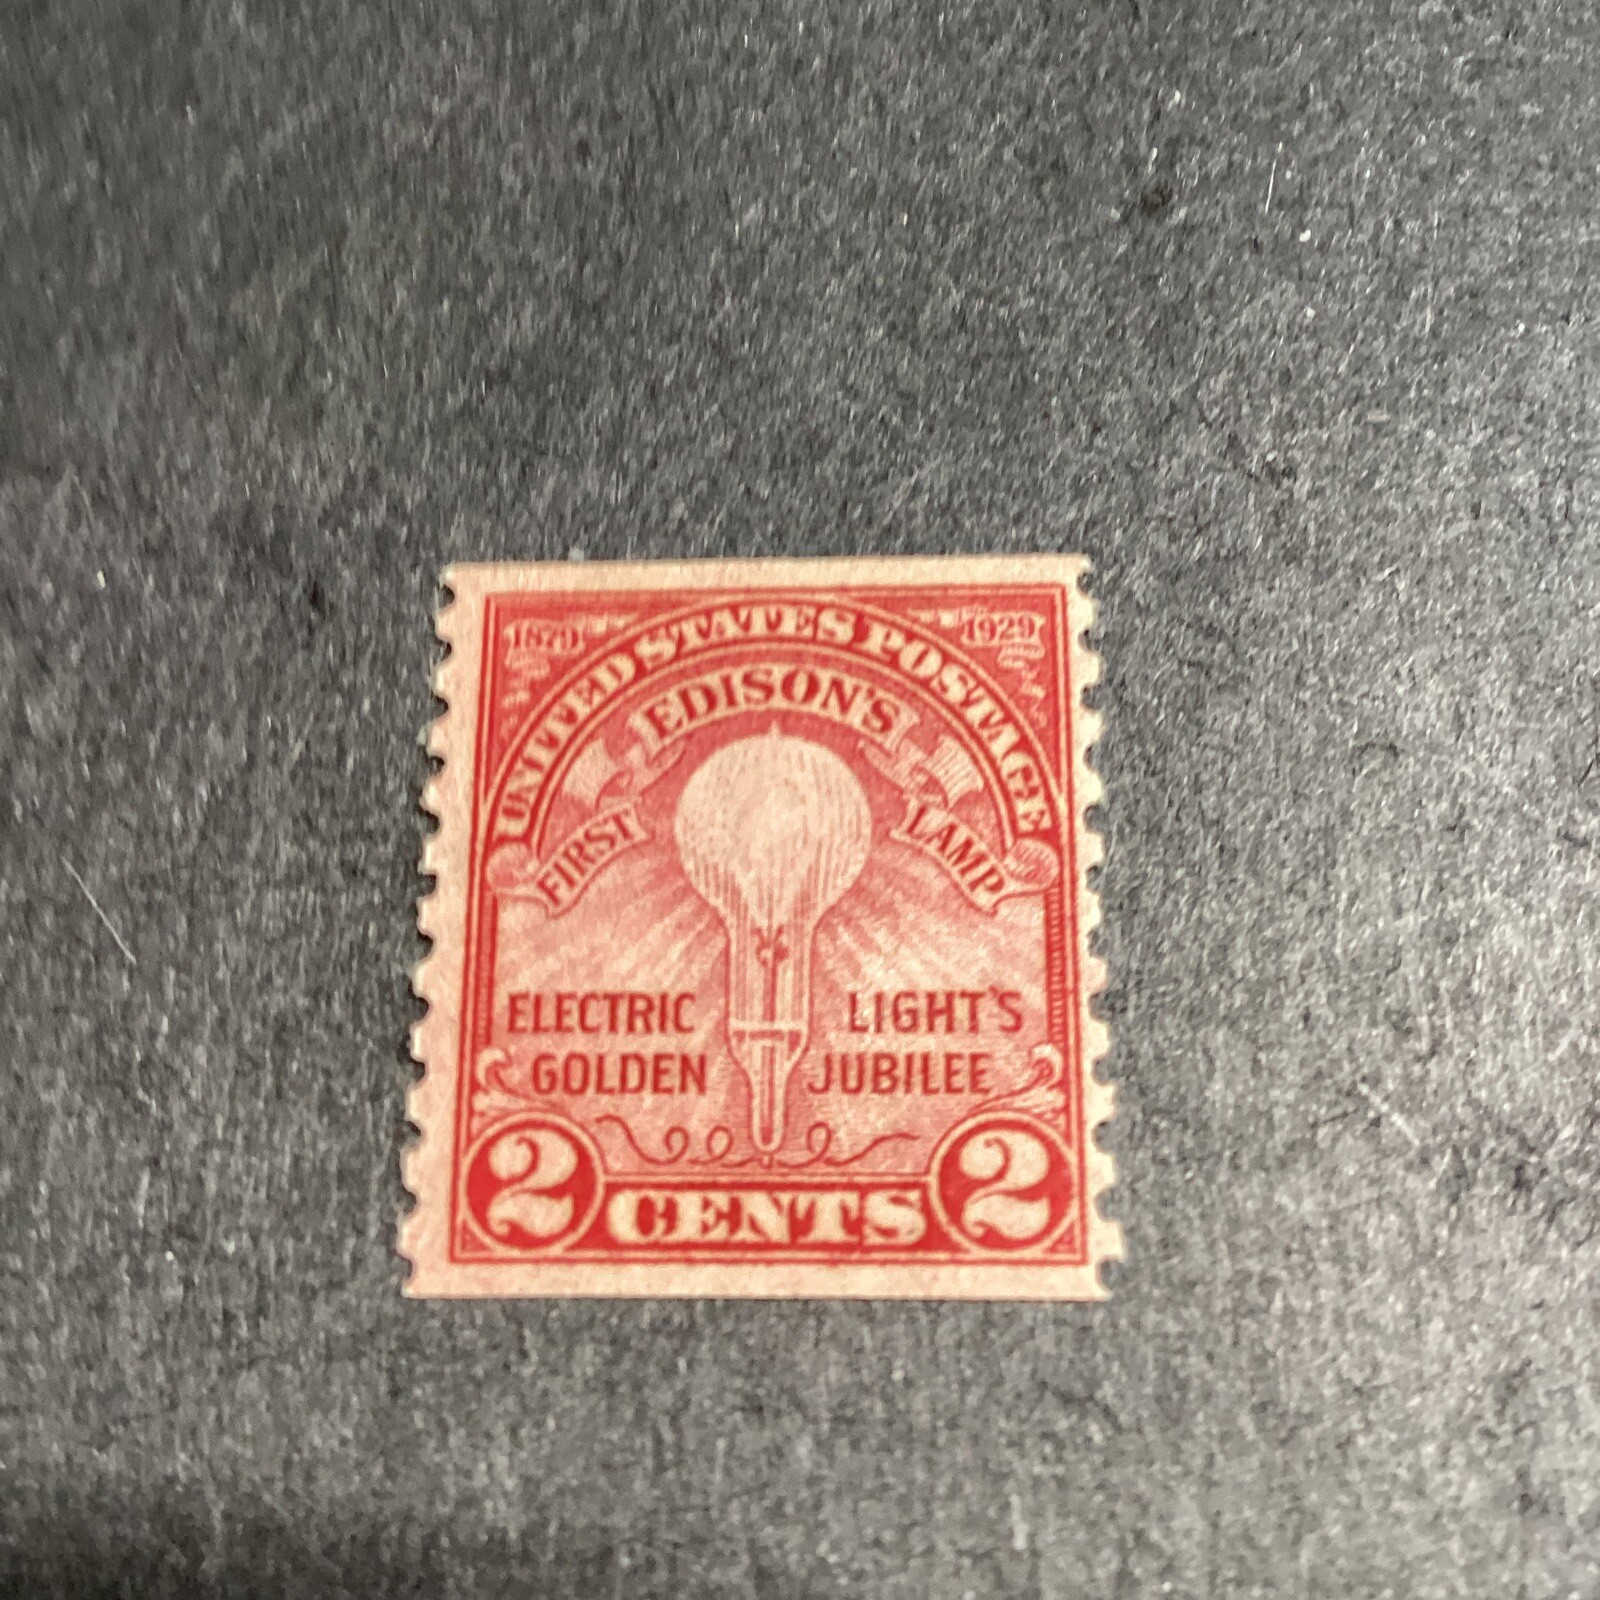 1879 1929
UNITED STATES POSTAGE
EDISON'S
FIRST LAMP
ELECTRIC LIGHT'S
GOLDEN JUBILEE
2 CENTS 2